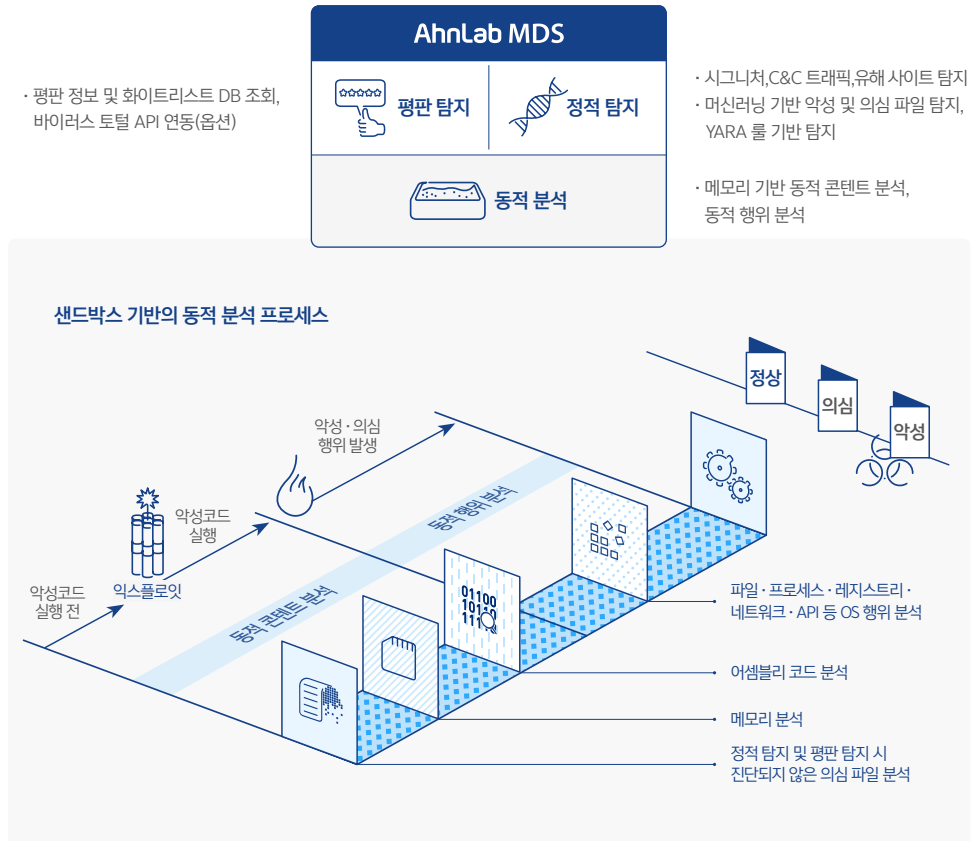 AhnLab MDS
· 평판 정보 및 화이트리스트 DB 조회,
바이러스 토털 API 연동(옵션)
평판 탐지
정적 탐지
동적 분석
· 시그니처,C&C 트래픽,유해 사이트 탐지
· 머신러닝 기반 악성 및 의심 파일 탐지,
YARA 룰 기반 탐지
· 메모리 기반 동적 콘텐트 분석,
동적 행위 분석
샌드박스 기반의 동적 분석 프로세스
정상
의심
악성
악성 · 의심
행위 발생
악성코드
실행
익스플로잇
악성코드
실행 전
동적 행위 분석
동적 콘텐트 분석
01100
10110
111
파일 · 프로세스 · 레지스트리 ·
네트워크 · API 등 OS 행위 분석
어셈블리 코드 분석
메모리 분석
정적 탐지 및 평판 탐지 시
진단되지 않은 의심 파일 분석